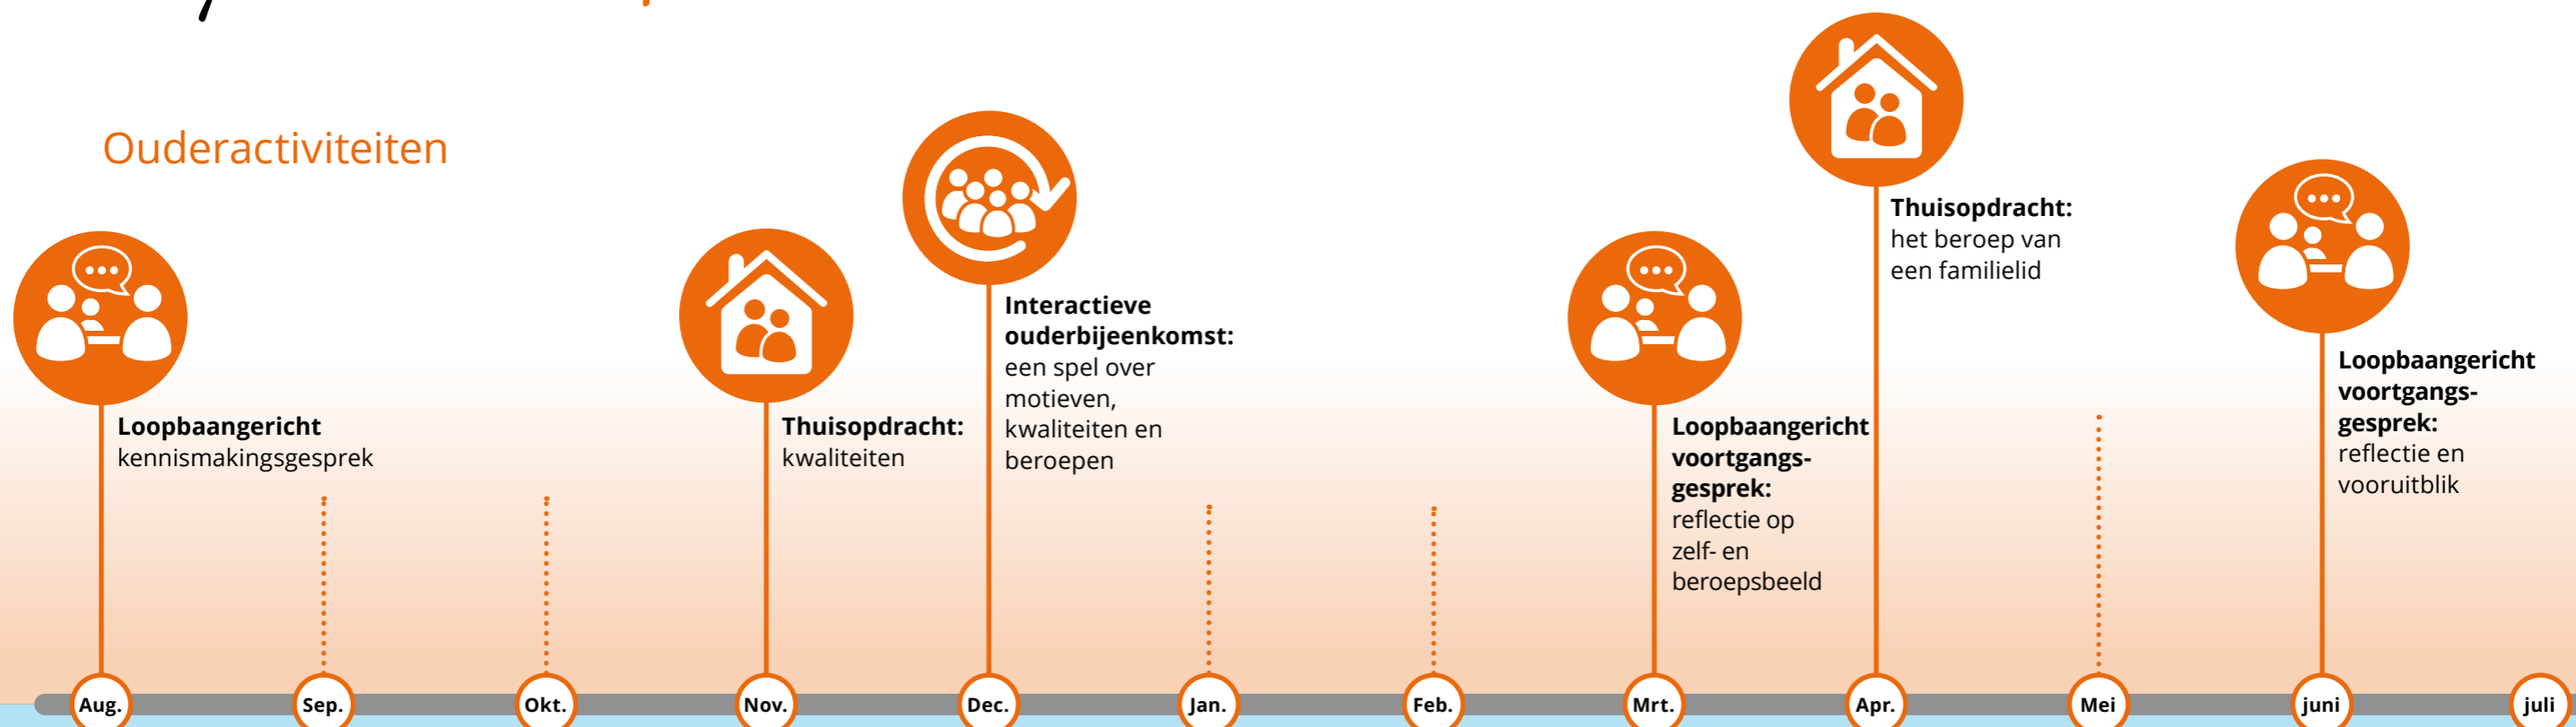 Ouderactiviteiten
Loopbaangericht
kennismakingsgesprek
Thuisopdracht:
kwaliteiten
Interactieve
ouderbijeenkomst:
een spel over
motieven,
kwaliteiten en
beroepen
Loopbaangericht
voortgangs-
gesprek:
reflectie op
zelf- en
beroepsbeeld
Thuisopdracht:
het beroep van
een familielid
Loopbaangericht
voortgangs-
gesprek:
reflectie en
vooruitblik
Aug.
Sep.
Okt.
Nov.
Dec.
Jan.
Feb.
Mrt.
Apr.
Mei
juni
juli